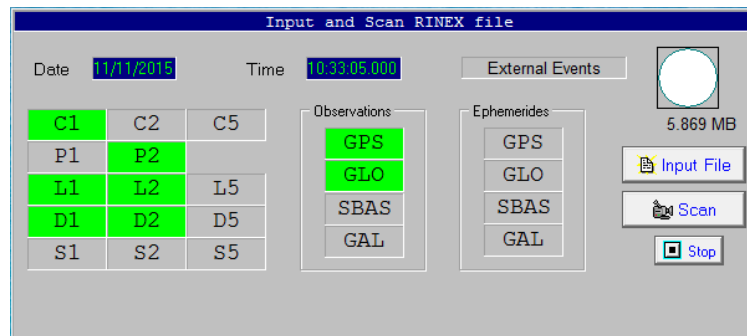 Input and Scan RINEX file
Date 11/11/2015 Time 10:33:05.000 External Events
5.869 MB
C1 C2 C5
P1 P2
L1 L2 L5
D1 D2 D5
S1 S2 S5
Observations
GPS
GLO
SBAS
GAL
Ephemerides
GPS
GLO
SBAS
GAL
Input File
Scan
Stop